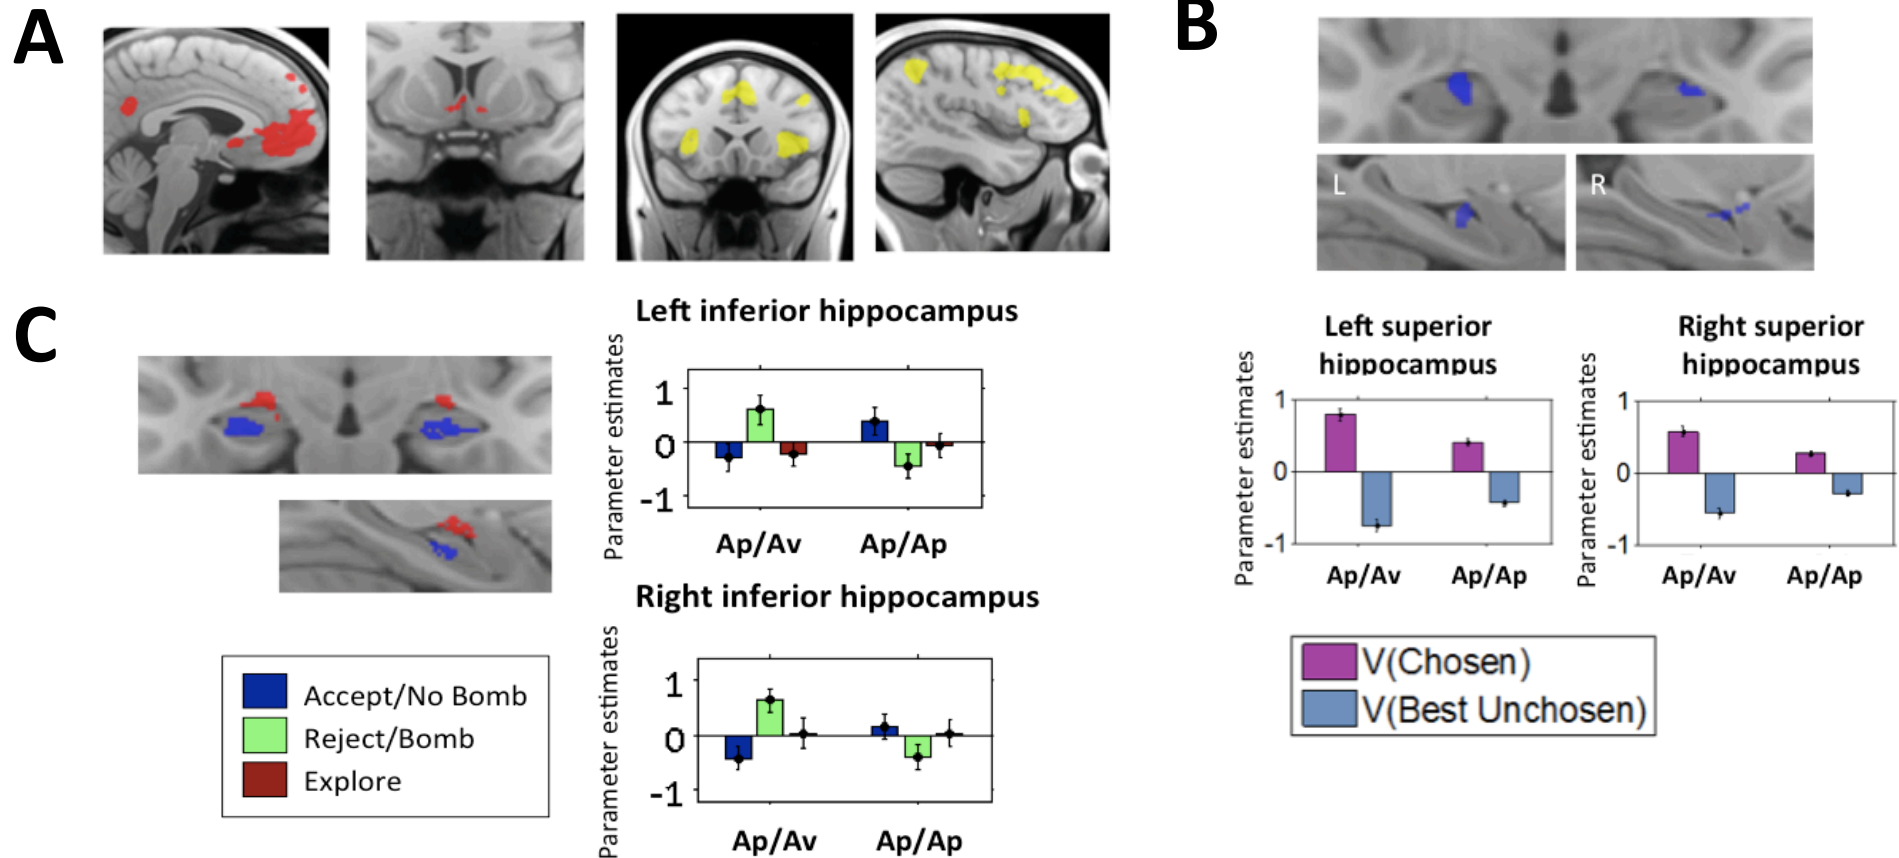 A
B
L
R
C
Left inferior hippocampus
Parameter estimates
1
0
-1
Ap/Av
Ap/Ap
Right inferior hippocampus
Parameter estimates
1
0
-1
Ap/Av
Ap/Ap
Accept/No Bomb
Reject/Bomb
Explore
Left superior
hippocampus
Parameter estimates
1
0
-1
Ap/Av
Ap/Ap
Right superior
hippocampus
Parameter estimates
1
0
-1
Ap/Av
Ap/Ap
V(Chosen)
V(Best Unchosen)